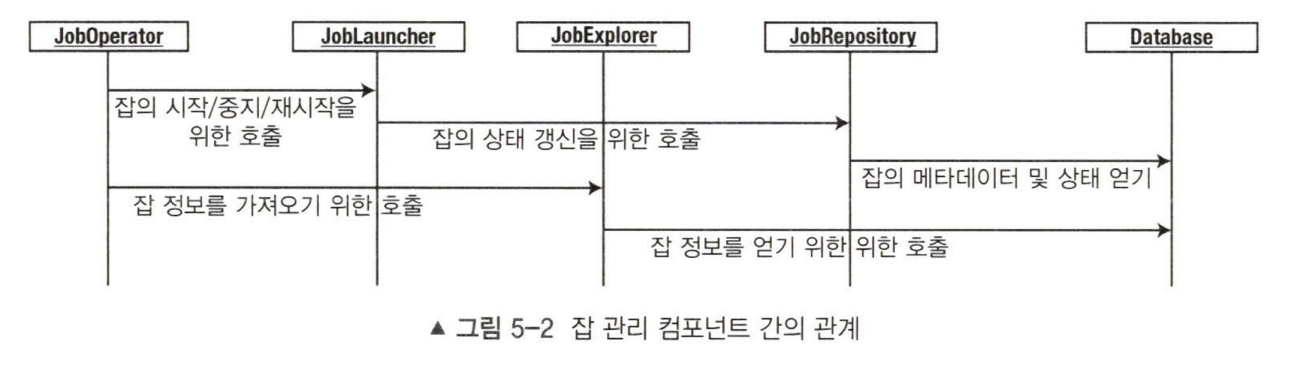 JobOperator JobLauncher JobExplorer JobRepository Database
잡의 시작/중지/재시작을
위한 호출
잡의 상태 갱신을 위한 호출
잡의 메타데이터 및 상태 얻기
잡 정보를 가져오기 위한 호출
잡 정보를 얻기 위한 위한 호출
▲ 그림 5-2 잡 관리 컴포넌트 간의 관계